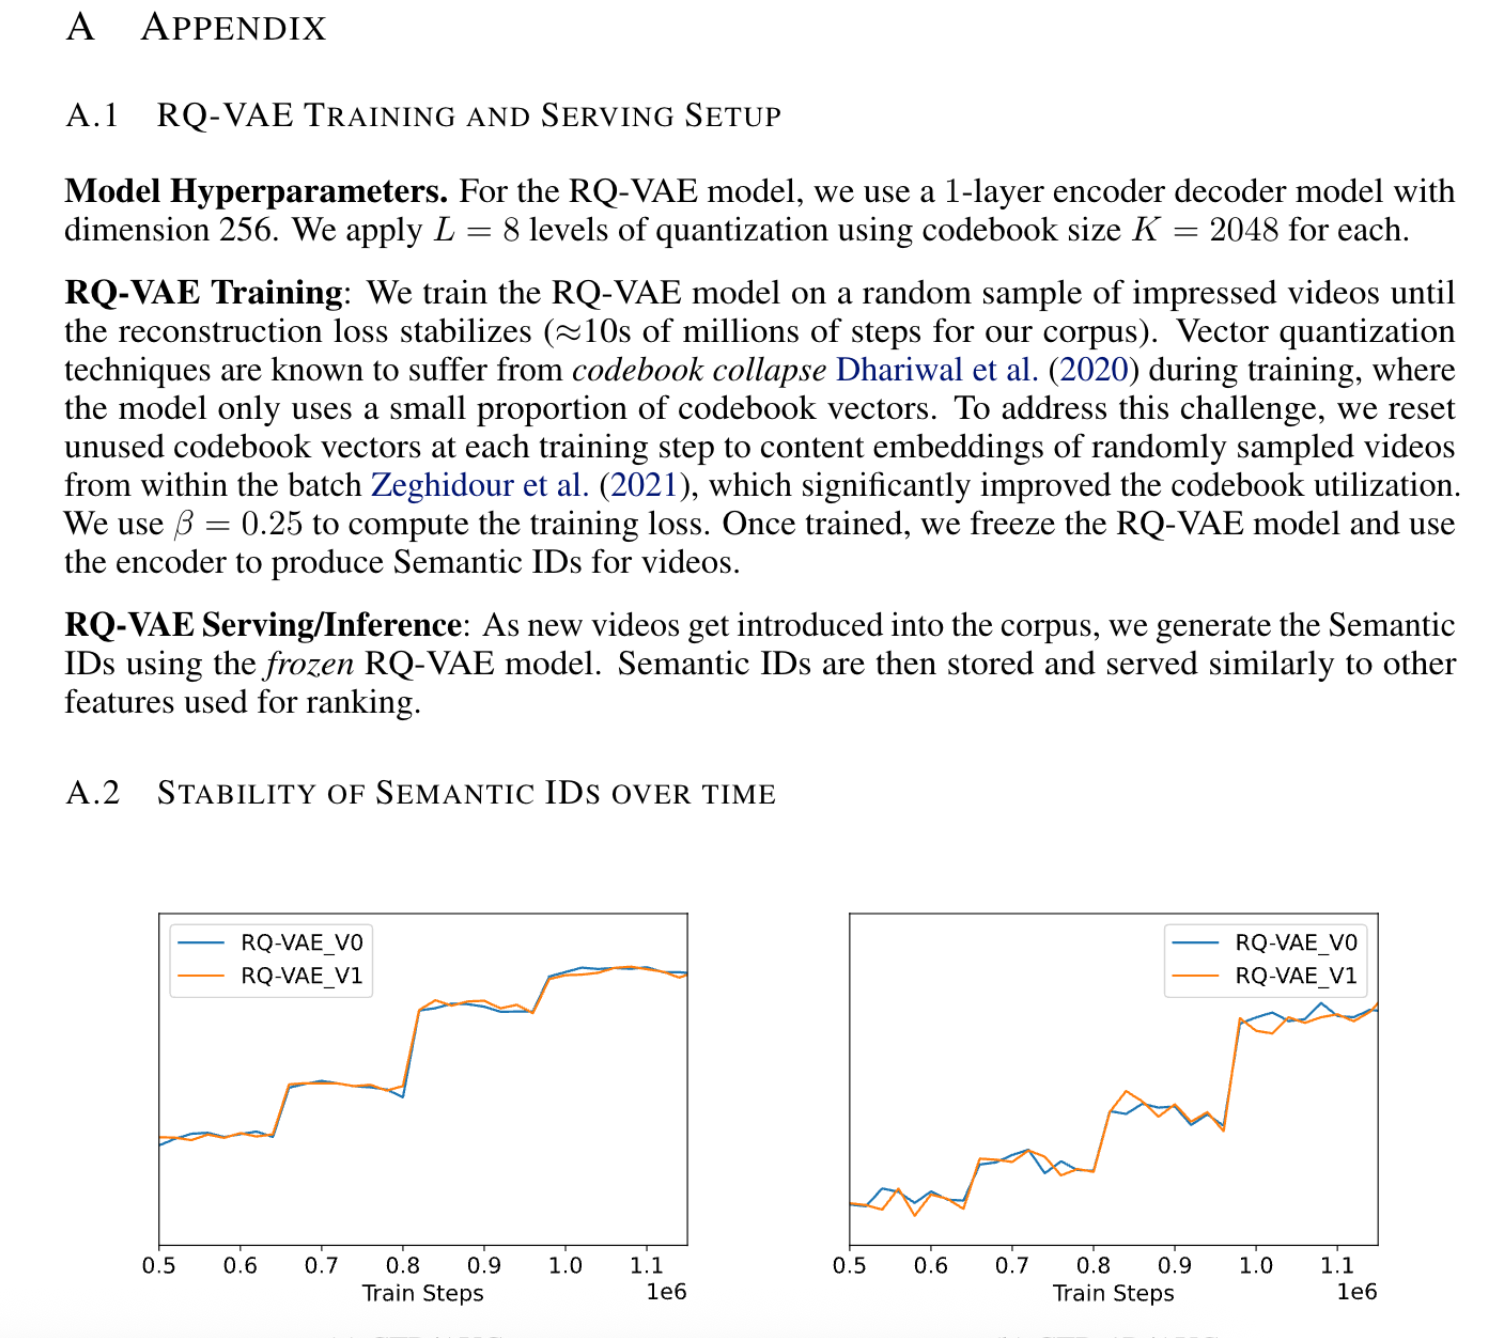 A APPENDIX
A.1 RQ-VAE TRAINING AND SERVING SETUP
Model Hyperparameters. For the RQ-VAE model, we use a 1-layer encoder decoder model with
dimension 256. We apply L = 8 levels of quantization using codebook size K = 2048 for each.
RQ-VAE Training: We train the RQ-VAE model on a random sample of impressed videos until
the reconstruction loss stabilizes (≈10s of millions of steps for our corpus). Vector quantization
techniques are known to suffer from codebook collapse Dhariwal et al. (2020) during training, where
the model only uses a small proportion of codebook vectors. To address this challenge, we reset
unused codebook vectors at each training step to content embeddings of randomly sampled videos
from within the batch Zeghidour et al. (2021), which significantly improved the codebook utilization.
We use β = 0.25 to compute the training loss. Once trained, we freeze the RQ-VAE model and use
the encoder to produce Semantic IDs for videos.
RQ-VAE Serving/Inference: As new videos get introduced into the corpus, we generate the Semantic
IDs using the frozen RQ-VAE model. Semantic IDs are then stored and served similarly to other
features used for ranking.
A.2 STABILITY OF SEMANTIC IDS OVER TIME
RQ-VAE_V0
RQ-VAE_V1
0.5 0.6 0.7 0.8 0.9 1.0 1.1
Train Steps 1e6
RQ-VAE_V0
RQ-VAE_V1
0.5 0.6 0.7 0.8 0.9 1.0 1.1
Train Steps 1e6